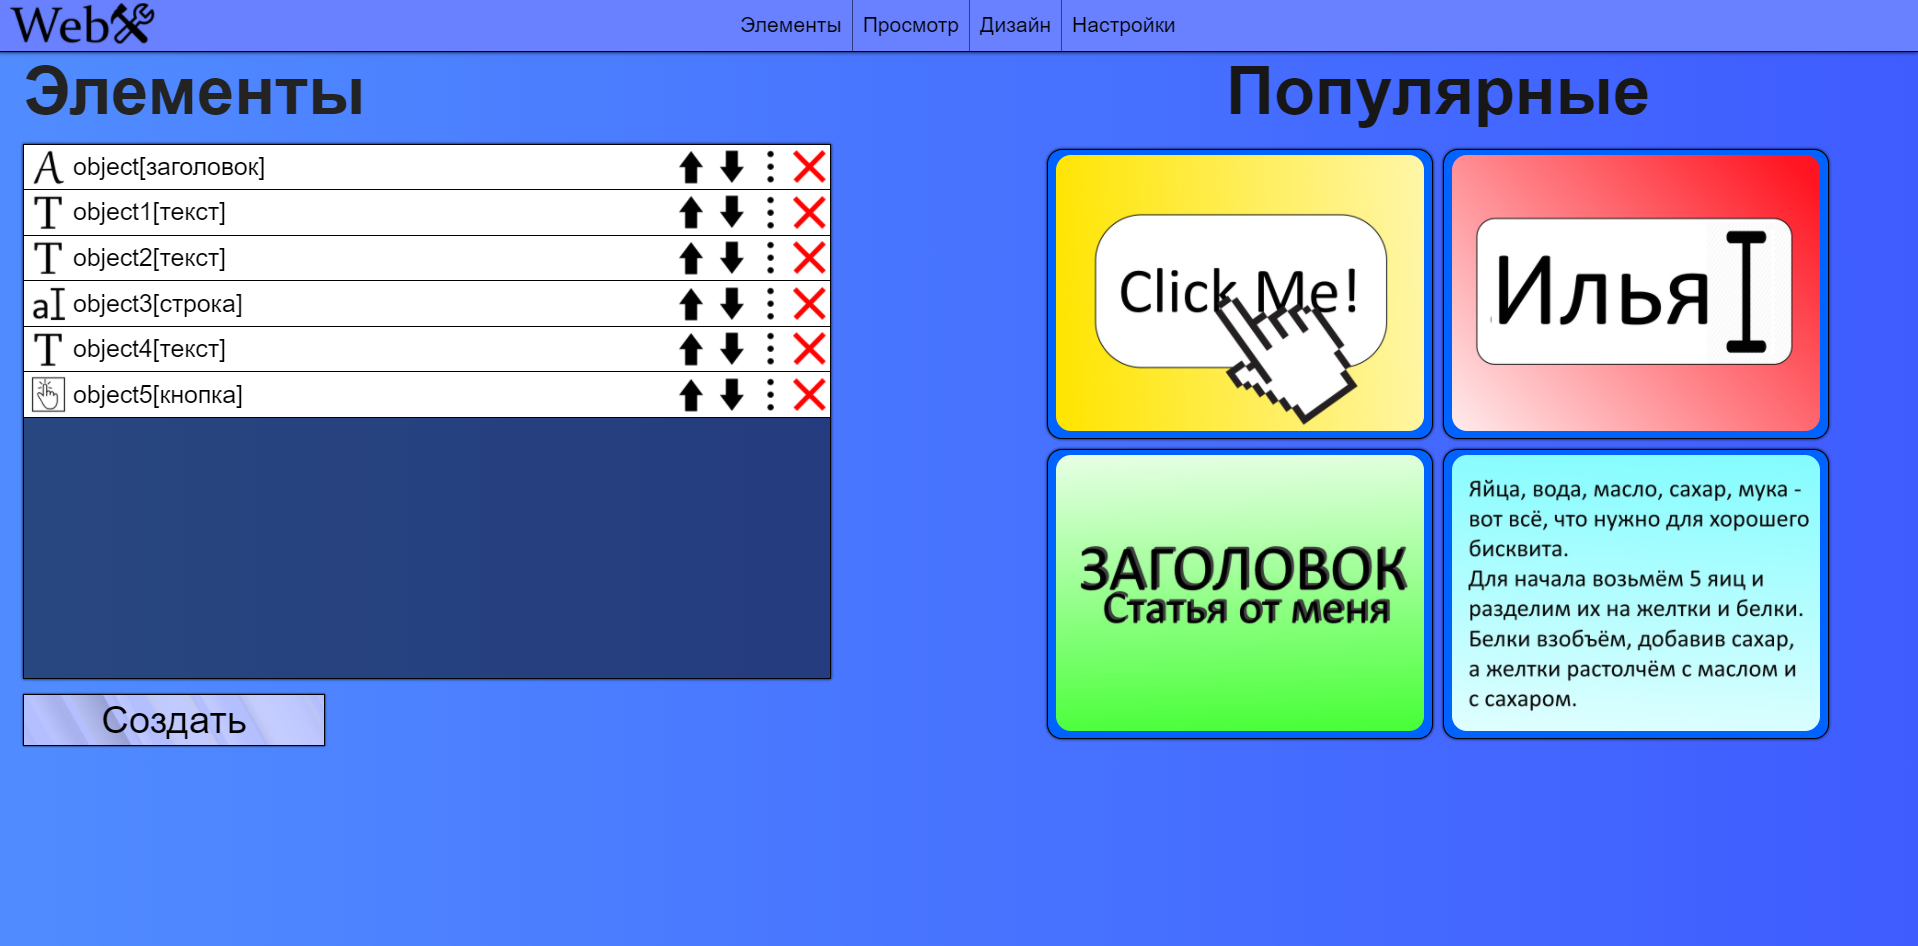 Web
Элементы
Просмотр
Дизайн
Настройки
Элементы
object[заголовок]
object1[текст]
object2[текст]
object3[строка]
object4[текст]
object5[кнопка]
Создать
Популярные
Click Me!
Илья
ЗАГОЛОВОК
Статья от меня
Яйца, вода, масло, сахар, мука -
вот всё, что нужно для хорошего
бисквита.
Для начала возьмём 5 яиц и
разделим их на желтки и белки.
Белки взобъём, добавив сахар,
а желтки растолчём с маслом и
с сахаром.